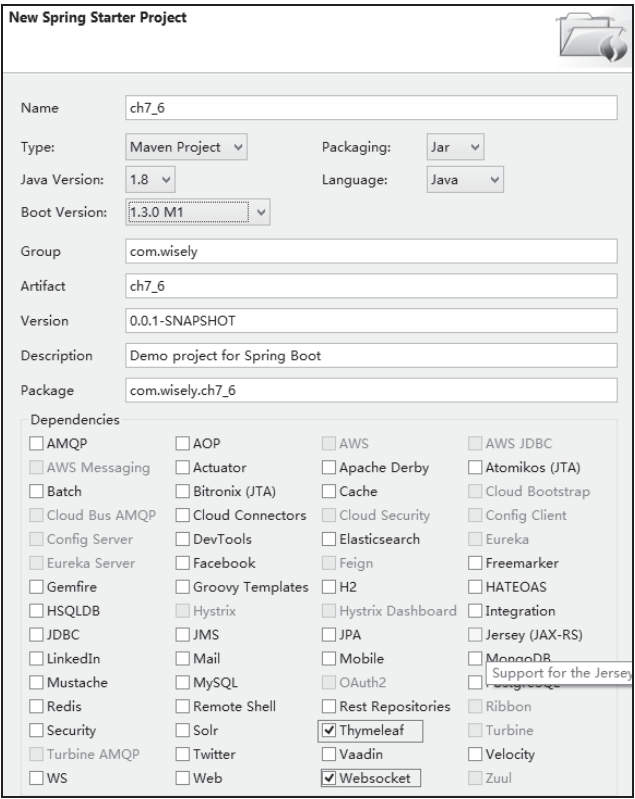 New Spring Starter Project
Name ch7_6
Type: Maven Project Packaging: Jar
Java Version: 1.8 Language: Java
Boot Version: 1.3.0 M1
Group com.wisely
Artifact ch7_6
Version 0.0.1-SNAPSHOT
Description Demo project for Spring Boot
Package com.wisely.ch7_6
Dependencies
AMQP AOP AWS AWS JDBC
AWS Messaging Actuator Apache Derby Atomikos (JTA)
Batch Bitronix (JTA) Cache Cloud Bootstrap
Cloud Bus AMQP Cloud Connectors Cloud Security Config Client
Config Server DevTools Elasticsearch Eureka
Eureka Server Facebook Feign Freemarker
Gemfire Groovy Templates H2 HATEOAS
HSQLDB Hystrix Hystrix Dashboard Integration
JDBC JMS JPA Jersey (JAX-RS)
LinkedIn Mail Mobile MongoDB
Support for the Jersey
Mustache MySQL OAuth2 PostgreSQL
Redis Remote Shell Rest Repositories Ribbon
Security Solr Thymeleaf Turbine
Turbine AMQP Twitter Vaadin Velocity
WS Web Websocket Zuul